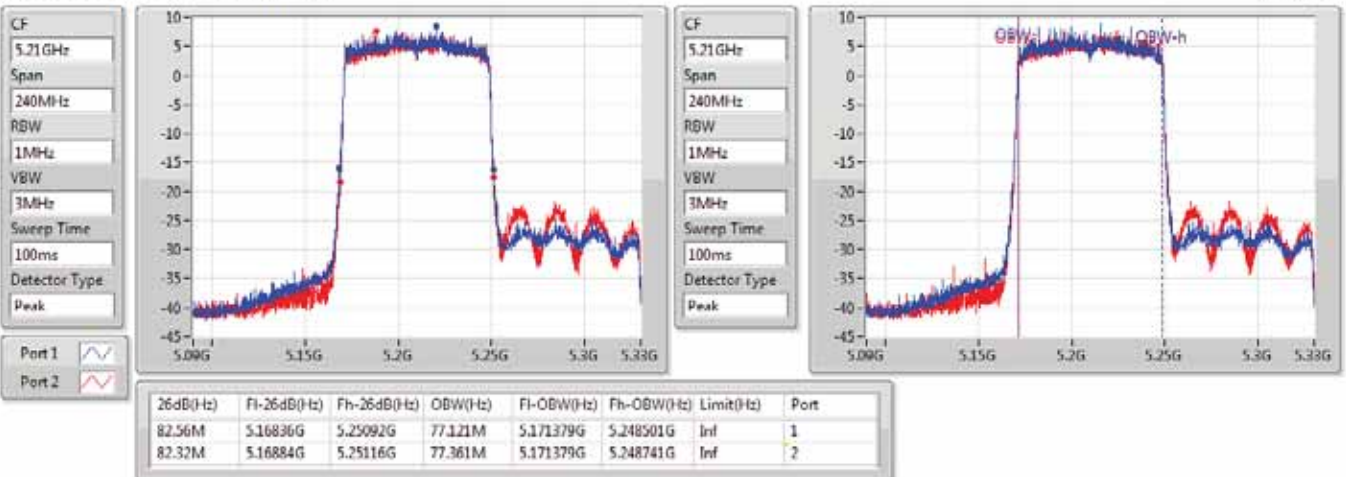 CF
5.21GHz
Span
240MHz
RBW
1MHz
VBW
3MHz
Sweep Time
100ms
Detector Type
Peak
Port 1
Port 2
10
5
0
-5
-10
-15
-20
-25
-30
-35
-40
-45
5.09G 5.15G 5.2G 5.25G 5.3G 5.33G
CF
5.21GHz
Span
240MHz
RBW
1MHz
VBW
3MHz
Sweep Time
100ms
Detector Type
Peak
OBW-h
10
5
0
-5
-10
-15
-20
-25
-30
-35
-40
-45
5.09G 5.15G 5.2G 5.25G 5.3G 5.33G
26dB(Hz) Fl-26dB(Hz) Fh-26dB(Hz) OBW(Hz) Fl-OBW(Hz) Fh-OBW(Hz) Limit(Hz) Port
82.56M 5.16836G 5.25092G 77.121M 5.171379G 5.248501G Inf 1
82.32M 5.16884G 5.25116G 77.361M 5.171379G 5.248741G Inf 2